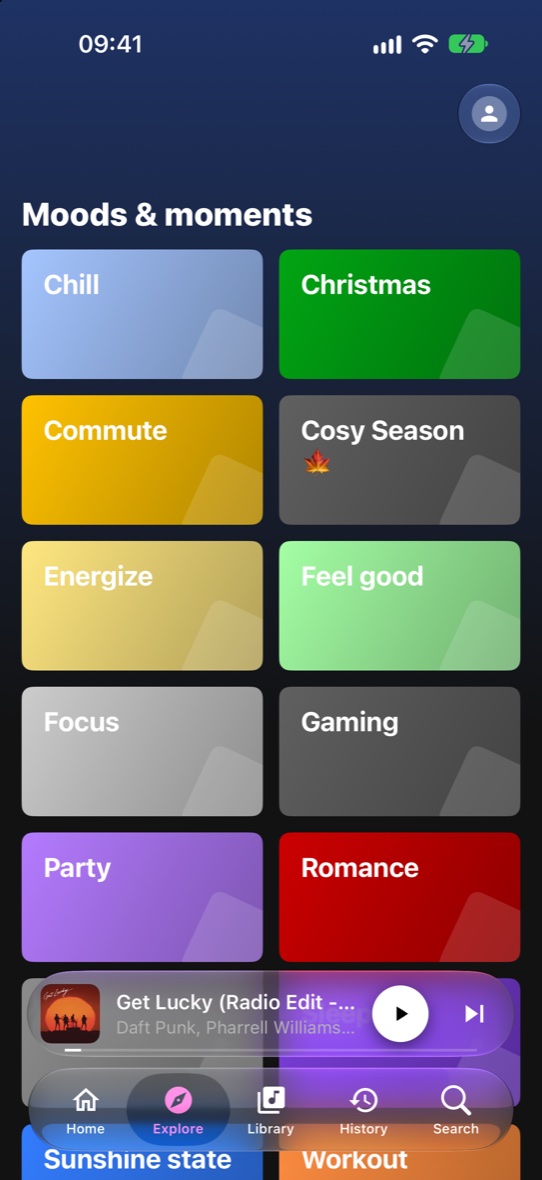 09:41
Moods & moments
Chill
Christmas
Commute
Cosy Season
🍁
Energize
Feel good
Focus
Gaming
Party
Romance
Get Lucky (Radio Edit -...
Daft Punk, Pharrell Williams...
Sleep
Home
Explore
Library
History
Search
Sunshine state
Workout